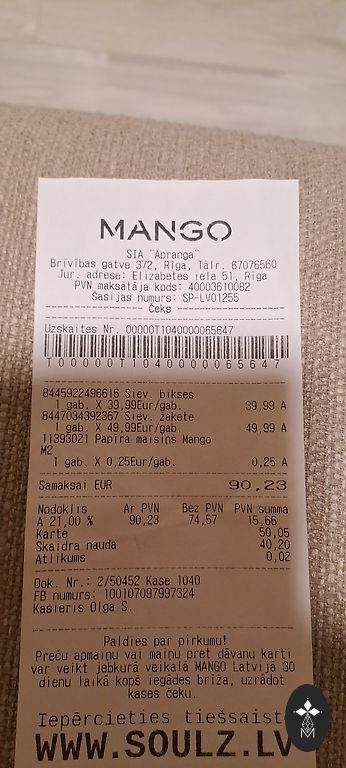 MANGO
SIA "Apranga"
Brīvības gatve 372, Rīga, Tālr. 67076560
Jur. adrese: Elizabetes iela 51, Rīga
PVN maksātāja kods: 40003610082
Šasijas numurs: SP-LV01255
Čeks
Uzskaites Nr. 00000T1040000065647
T00000T1040000065647
8445922496616 Siev. bikses
1 gab. X 39,99Eur/gab. 39,99 A
8447034392367 Siev. žakete
1 gab. X 49,99Eur/gab. 49,99 A
11393021 Papīra maisiņš Mango
M2
1 gab. X 0,25Eur/gab. 0,25 A
Samaksai EUR 90,23
Nodoklis Ar PVN Bez PVN PVN summa
A 21,00 % 90,23 74,57 15,66
Karte 50,05
Skaidra nauda 40,20
Atlikums 0,02
Dok. Nr.: 2/50452 Kase 1040
FB numurs: 100107097997324
Kasieris Olga S.
Paldies par pirkumu!
Preču apmaiņu vai maiņu pret dāvanu karti
var veikt jebkurā veikalā MANGO Latvijā 30
dienu laikā kopš iegādes brīža, uzrādot
kases čeku.
Iepērcieties tiešsaistē
WWW.SOULZ.LV
M